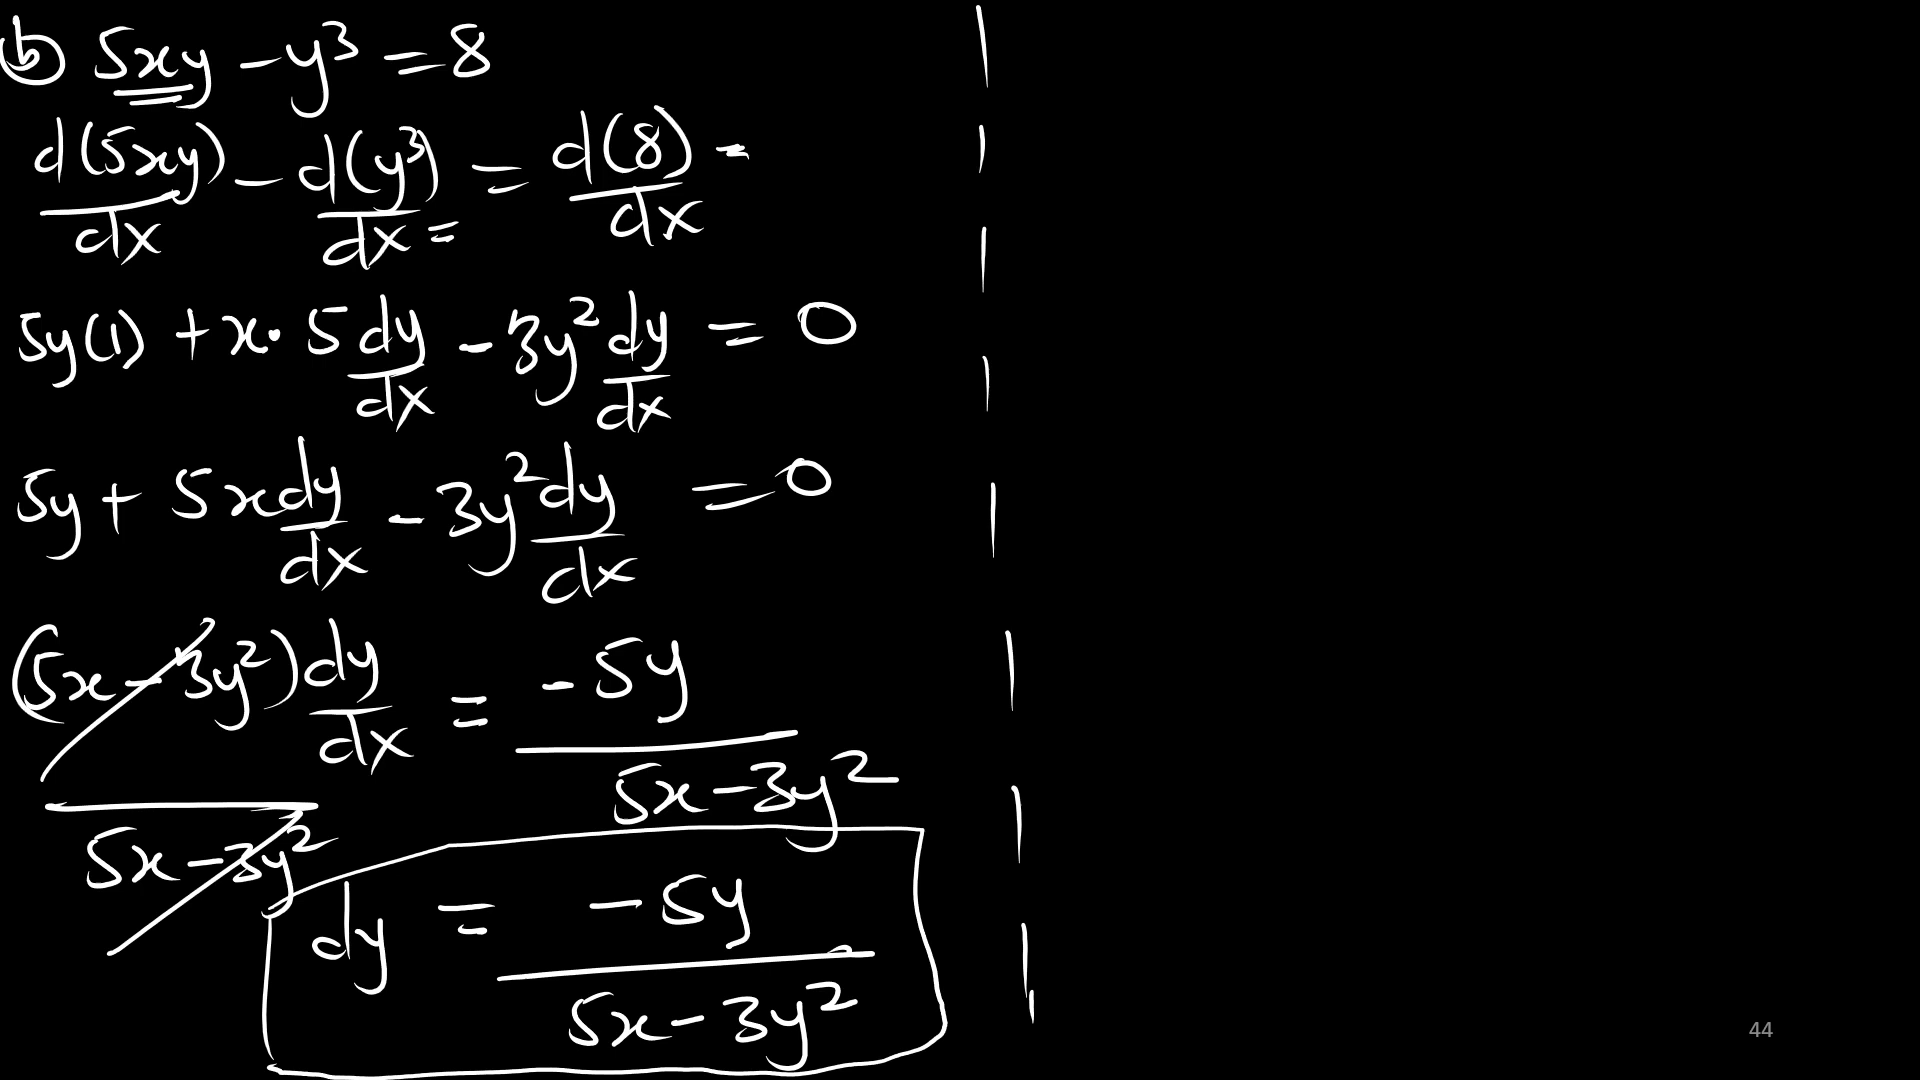 ⓑ 5xy - y³ = 8
d(5xy)/dx - d(y³)/dx = = d(8)/dx -
5y(1) + x · 5 dy/dx - 3y² dy/dx = 0
5y + 5x dy/dx - 3y² dy/dx = 0
(5x - 3y²)/(5x - 3y²) dy/dx = -5y/(5x - 3y²)
dy = -5y/(5x - 3y²)
44